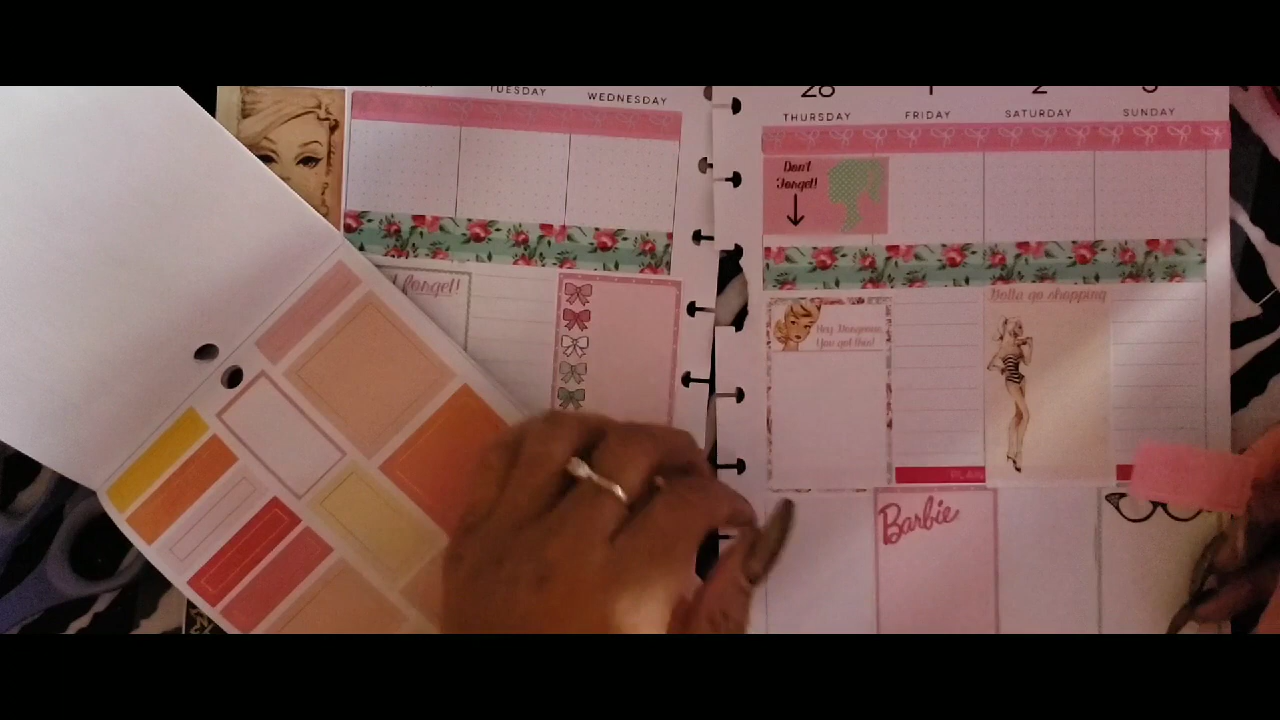 TUESDAY
WEDNESDAY
28
1
2
THURSDAY
FRIDAY
SATURDAY
SUNDAY
Don't
Forget!
forget!
Hey Gorgeous,
You got this!
Gotta go shopping
Barbie